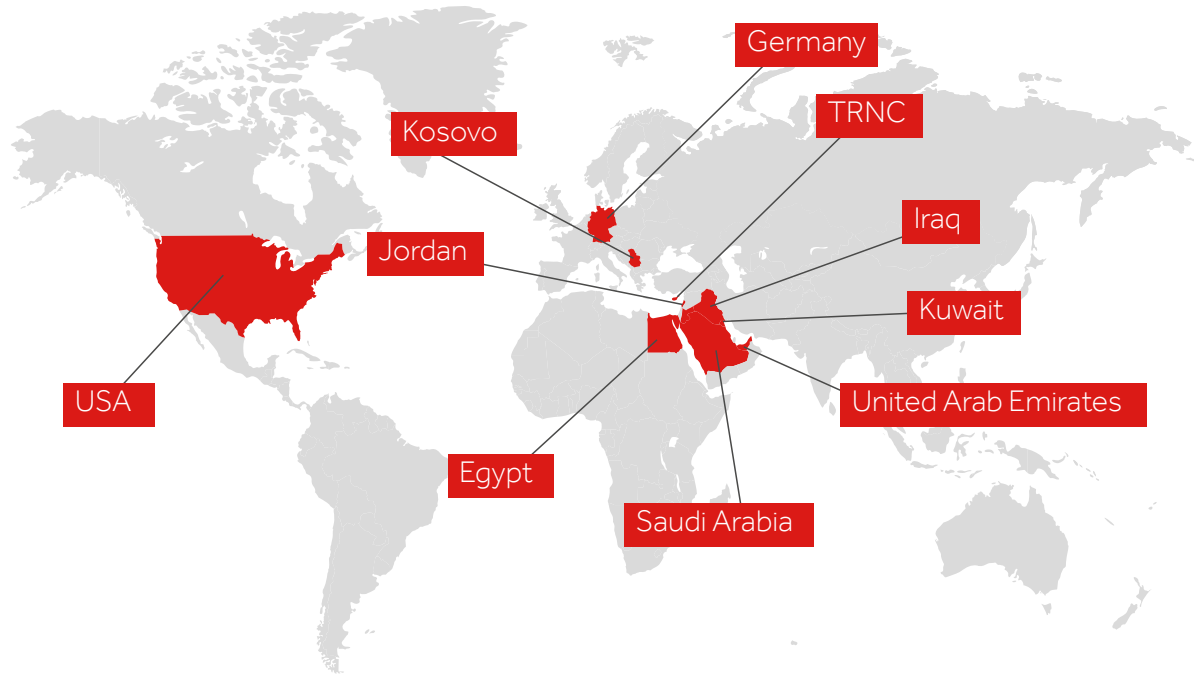 Germany
TRNC
Kosovo
Iraq
Jordan
Kuwait
USA
United Arab Emirates
Egypt
Saudi Arabia